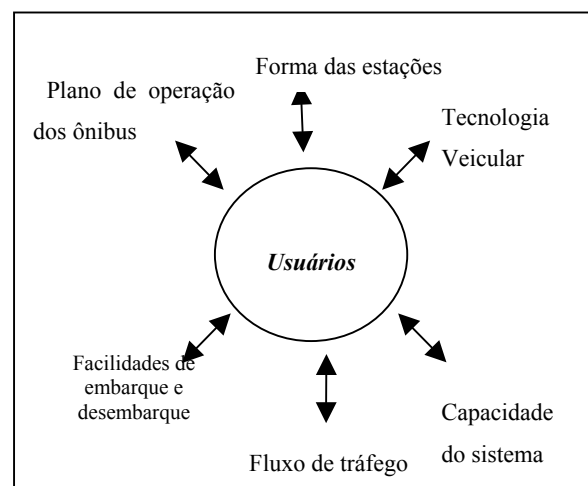 Forma das estações
Plano de operação
dos ônibus
Tecnologia
Veicular
Usuários
Facilidades de
embarque e
desembarque
Capacidade
do sistema
Fluxo de tráfego